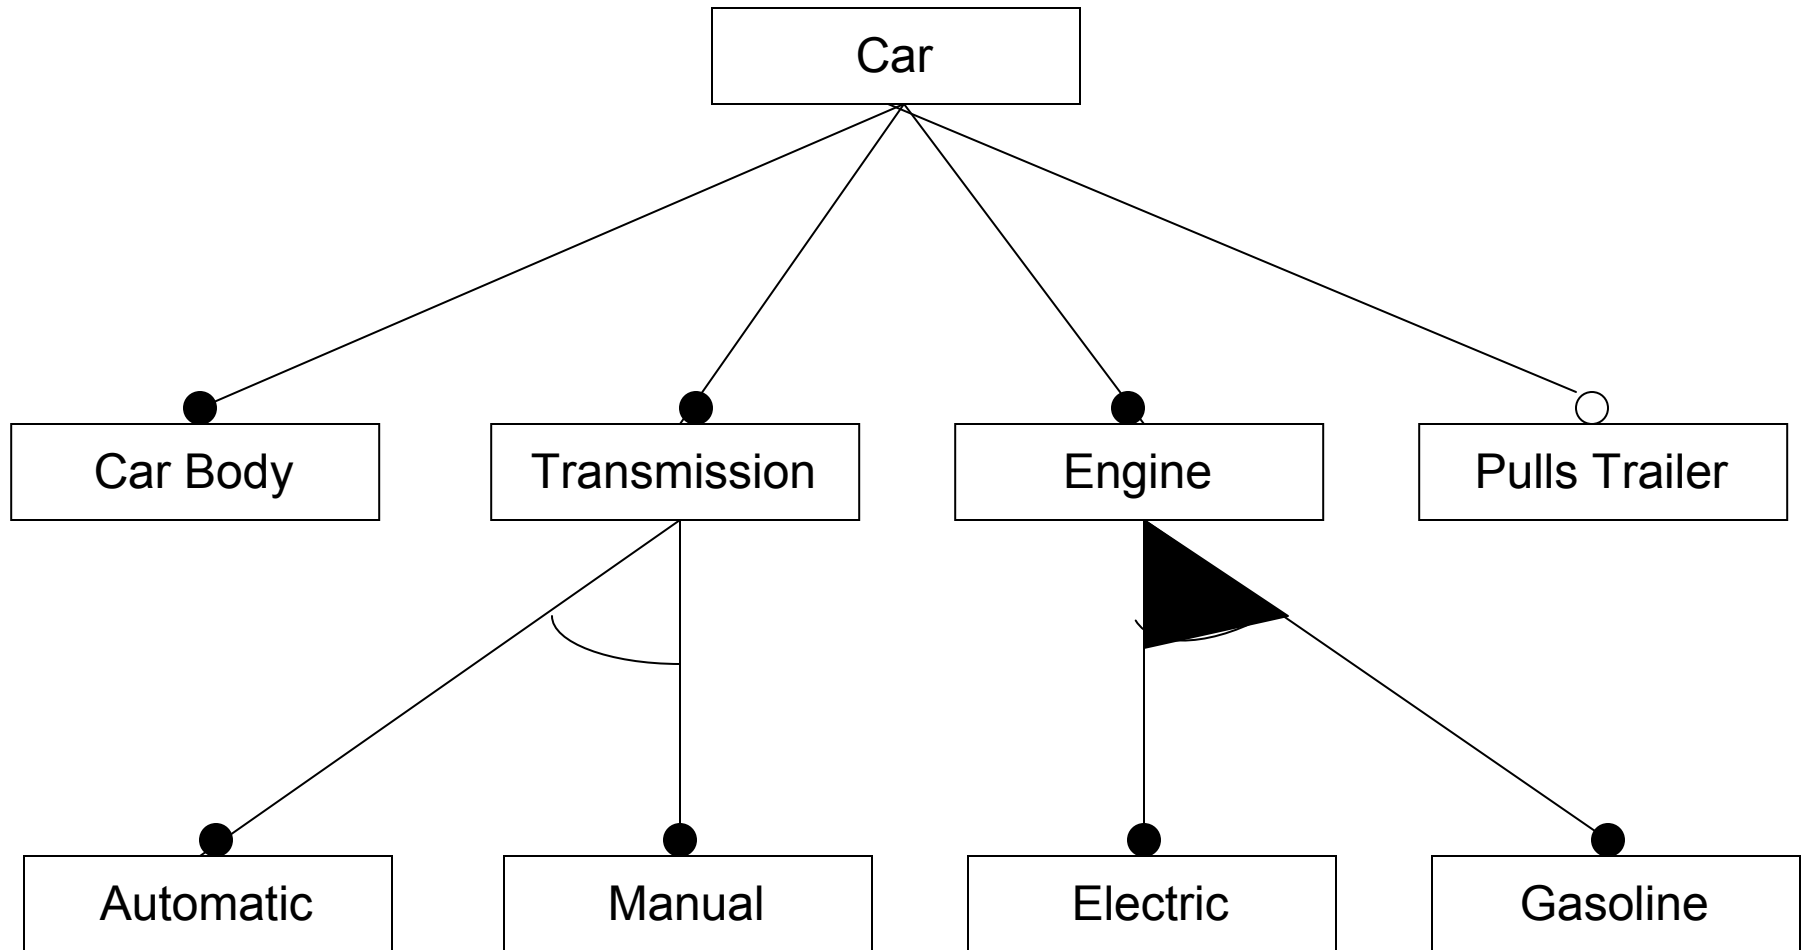 Car
Car Body
Transmission
Engine
Pulls Trailer
Automatic
Manual
Electric
Gasoline